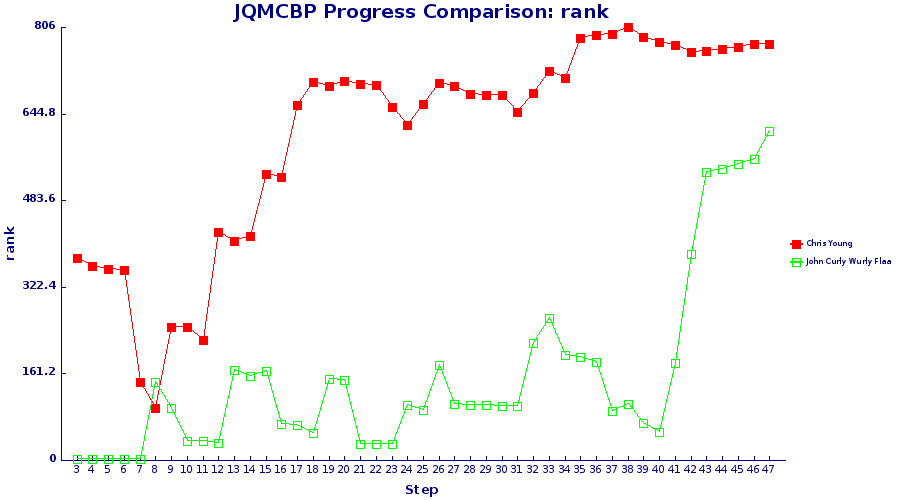 JQMCBP Progress Comparison: rank
806
644.8
483.6
322.4
161.2
0
rank
3 4 5 6 7 8 9 10 11 12 13 14 15 16 17 18 19 20 21 22 23 24 25 26 27 28 29 30 31 32 33 34 35 36 37 38 39 40 41 42 43 44 45 46 47
Step
Chris Young
John Curly Wurly Flaa